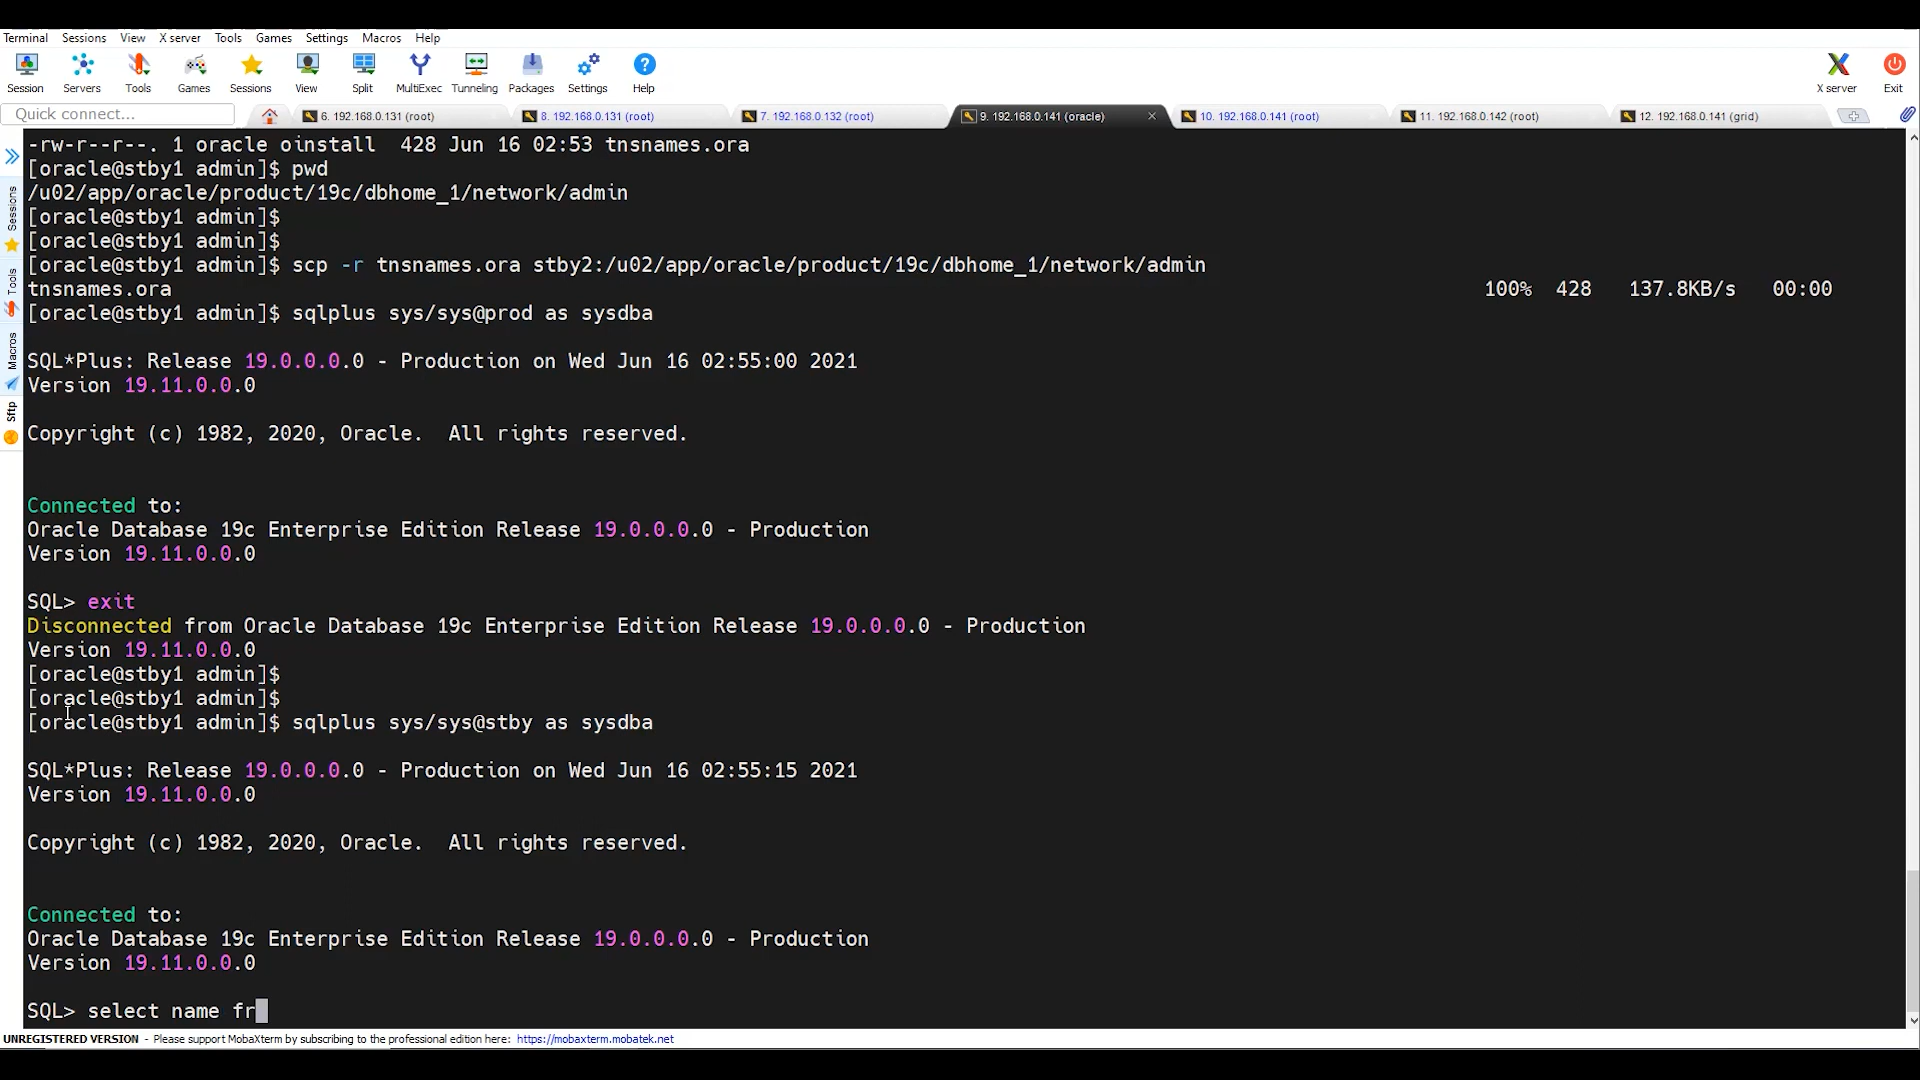 Terminal Sessions View X server Tools Games Settings Macros Help
Session Servers Tools Games Sessions View Split MultiExec Tunneling Packages Settings Help X server Exit
Quick connect... 6. 192.168.0.131 (root) 8. 192.168.0.131 (root) 7. 192.168.0.132 (root) 9. 192.168.0.141 (oracle) 10. 192.168.0.141 (root) 11. 192.168.0.142 (root) 12. 192.168.0.141 (grid)
Sessions
Tools
Macros
Sftp
-rw-r--r--. 1 oracle oinstall  428 Jun 16 02:53 tnsnames.ora
[oracle@stby1 admin]$ pwd
/u02/app/oracle/product/19c/dbhome_1/network/admin
[oracle@stby1 admin]$
[oracle@stby1 admin]$
[oracle@stby1 admin]$ scp -r tnsnames.ora stby2:/u02/app/oracle/product/19c/dbhome_1/network/admin
tnsnames.ora 100% 428 137.8KB/s 00:00
[oracle@stby1 admin]$ sqlplus sys/sys@prod as sysdba
SQL*Plus: Release 19.0.0.0.0 - Production on Wed Jun 16 02:55:00 2021
Version 19.11.0.0.0
Copyright (c) 1982, 2020, Oracle.  All rights reserved.
Connected to:
Oracle Database 19c Enterprise Edition Release 19.0.0.0.0 - Production
Version 19.11.0.0.0
SQL> exit
Disconnected from Oracle Database 19c Enterprise Edition Release 19.0.0.0.0 - Production
Version 19.11.0.0.0
[oracle@stby1 admin]$
[oracle@stby1 admin]$
[oracle@stby1 admin]$ sqlplus sys/sys@stby as sysdba
SQL*Plus: Release 19.0.0.0.0 - Production on Wed Jun 16 02:55:15 2021
Version 19.11.0.0.0
Copyright (c) 1982, 2020, Oracle.  All rights reserved.
Connected to:
Oracle Database 19c Enterprise Edition Release 19.0.0.0.0 - Production
Version 19.11.0.0.0
SQL> select name fr
UNREGISTERED VERSION - Please support MobaXterm by subscribing to the professional edition here: https://mobaxterm.mobatek.net